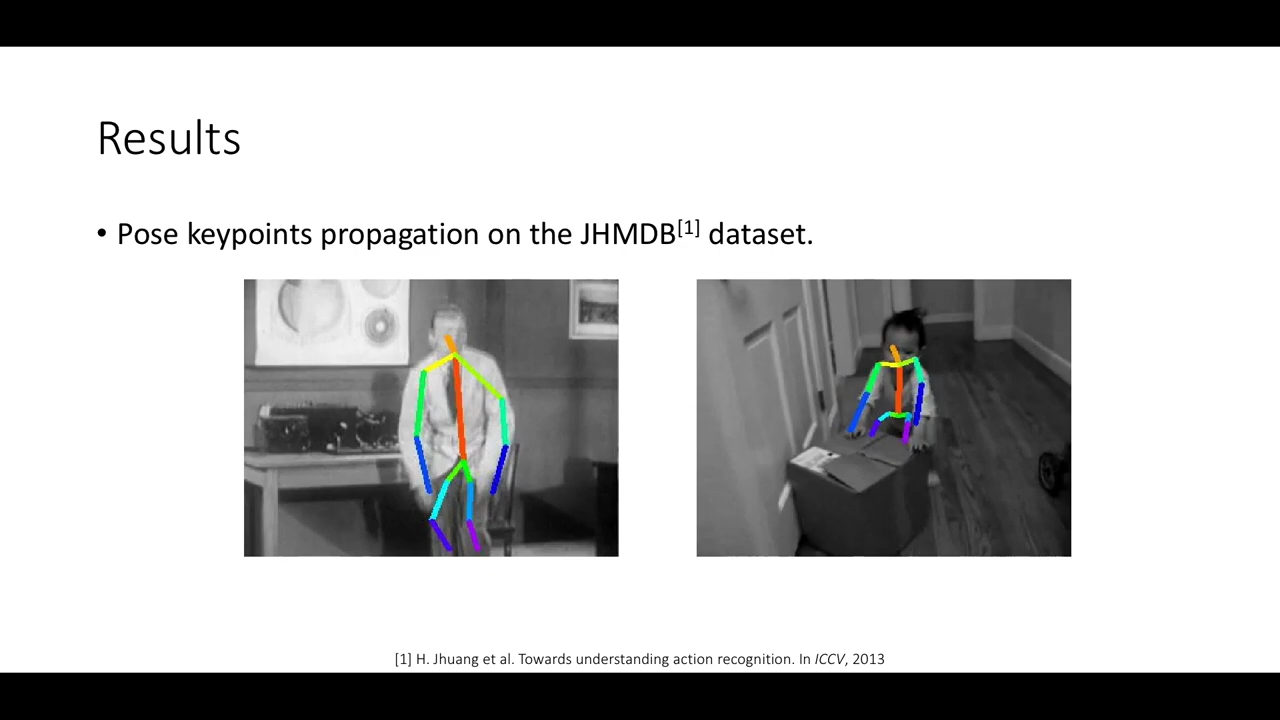 Results
• Pose keypoints propagation on the JHMDB[1] dataset.
[1] H. Jhuang et al. Towards understanding action recognition. In ICCV, 2013